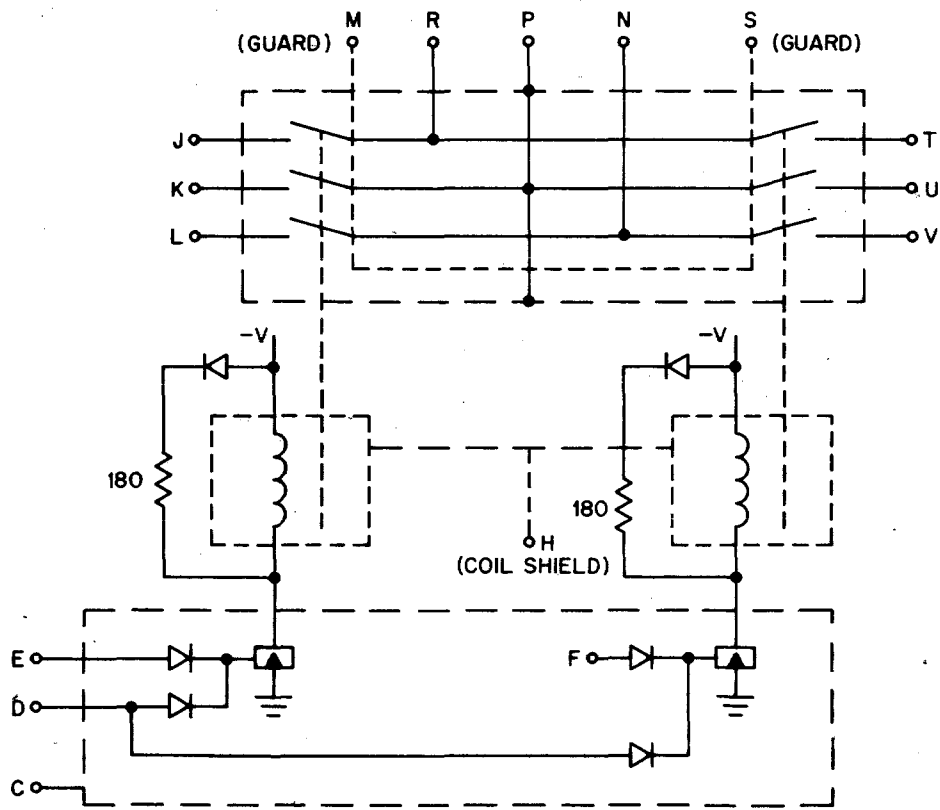 M R P N S
(GUARD) (GUARD)
J T
K U
L V
-V -V
180 180
H
(COIL SHIELD)
E F
D
C